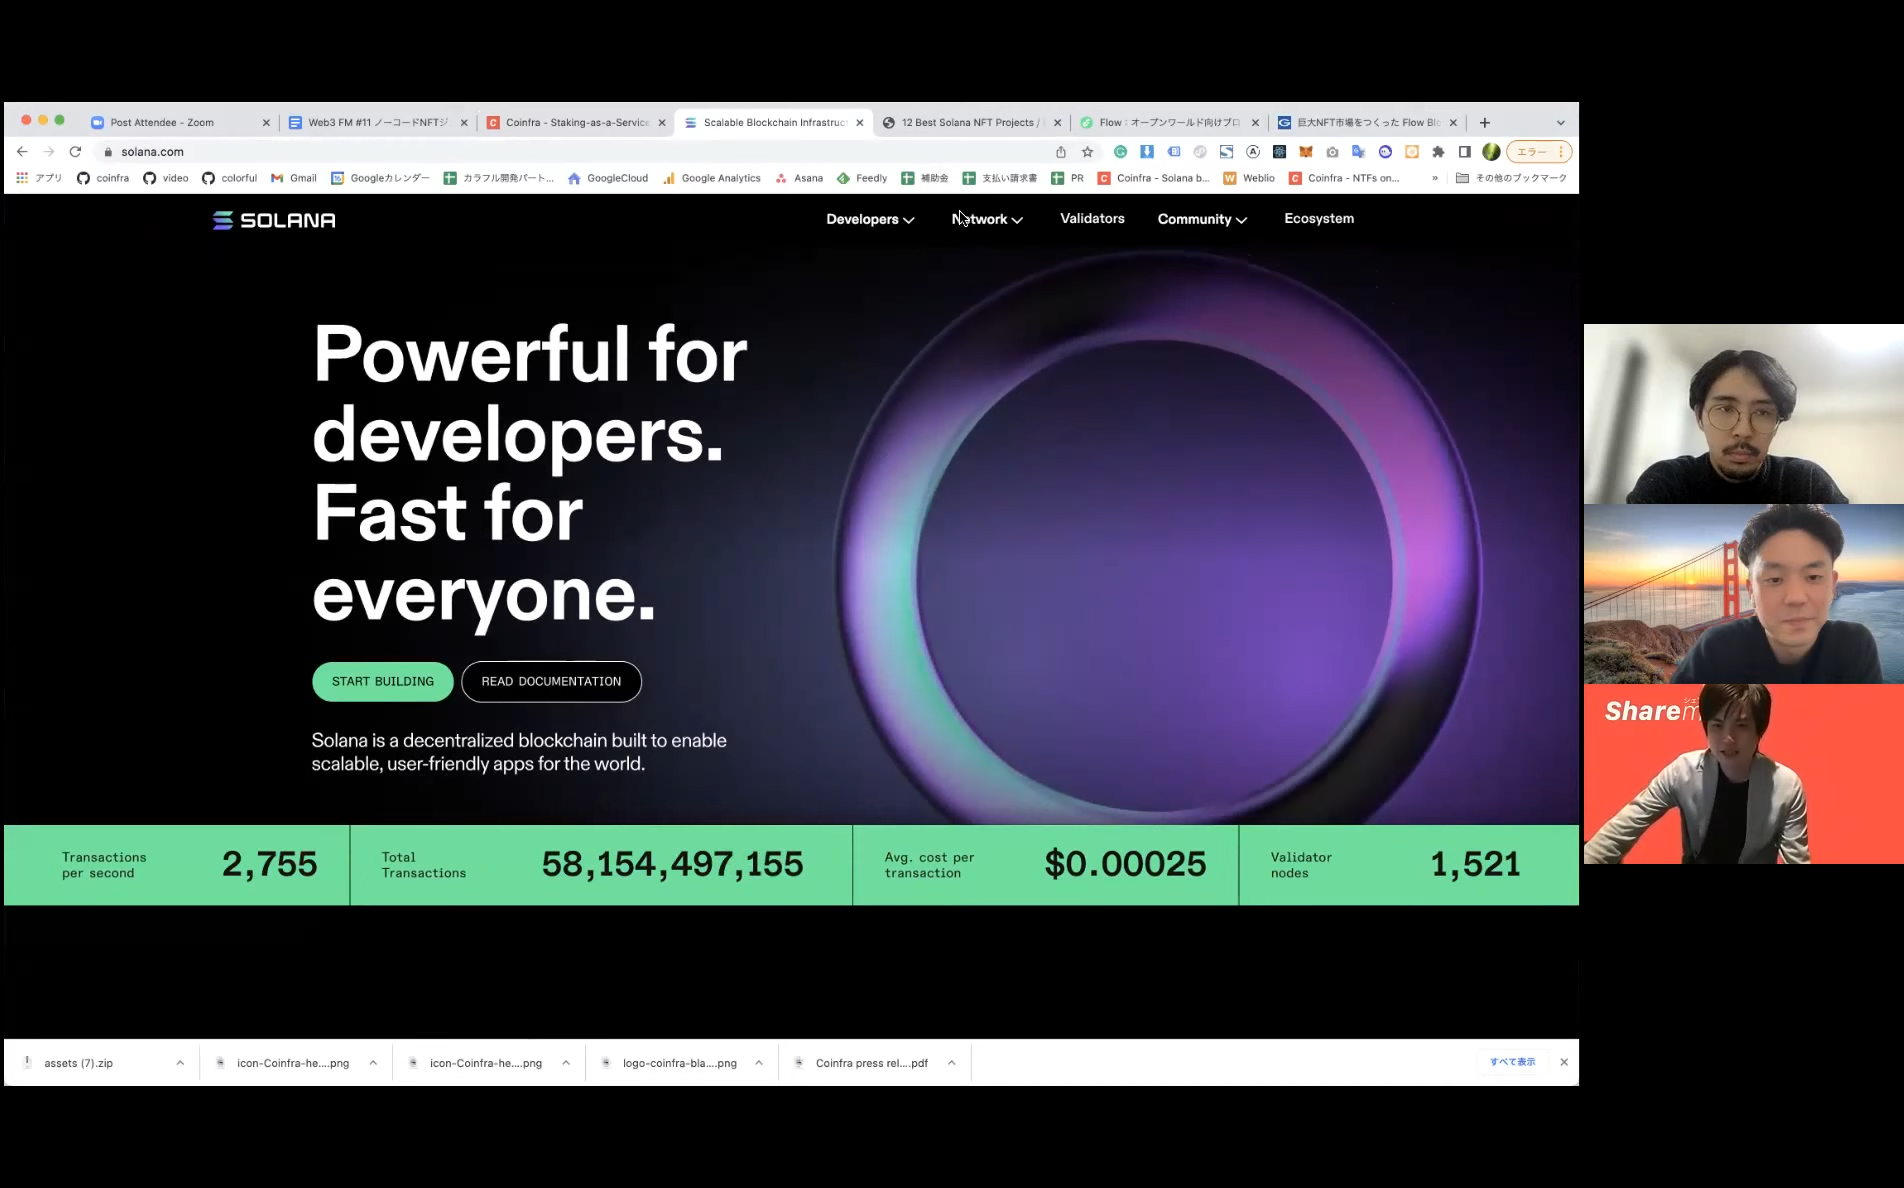 Post Attendee - Zoom
Web3 FM #11 ノーコードNFTジ
Coinfra - Staking-as-a-Service
Scalable Blockchain Infrastruct
12 Best Solana NFT Projects /
Flow：オープンワールド向けブロ
巨大NFT市場をつくった Flow Blo
solana.com
エラー
アプリ
coinfra
video
colorful
Gmail
Googleカレンダー
カラフル開発パート...
GoogleCloud
Google Analytics
Asana
Feedly
補助金
支払い請求書
PR
Coinfra - Solana b...
Weblio
Coinfra - NTFs on...
»
その他のブックマーク
SOLANA
Developers
Network
Validators
Community
Ecosystem
Powerful for
developers.
Fast for
everyone.
START BUILDING
READ DOCUMENTATION
Solana is a decentralized blockchain built to enable
scalable, user-friendly apps for the world.
Transactions
per second
2,755
Total
Transactions
58,154,497,155
Avg. cost per
transaction
$0.00025
Validator
nodes
1,521
Sharem
assets (7).zip
icon-Coinfra-he....png
icon-Coinfra-he....png
logo-coinfra-bla....png
Coinfra press rel....pdf
すべて表示